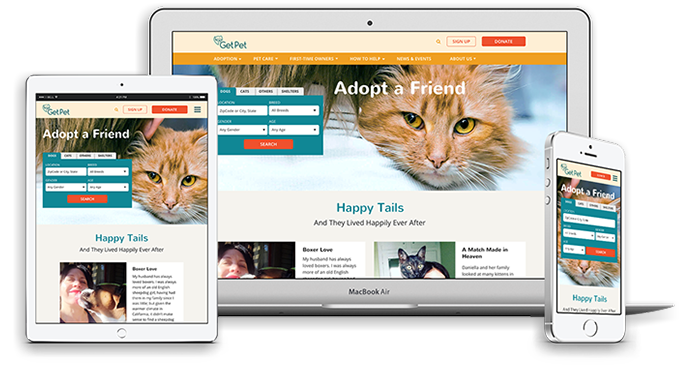 GetPet
SIGN UP
DONATE
ADOPTION
PET CARE
FIRST-TIME OWNERS
HOW TO HELP
NEWS & EVENTS
ABOUT US
Adopt a Friend
DOGS
CATS
OTHERS
SHELTERS
LOCATION
BREED
ZipCode or City, State
All Breeds
GENDER
AGE
Any Gender
Any Age
SEARCH
Happy Tails
And They Lived Happily Ever After
Boxer Love
My husband has always
loved boxers. I was always
more of an old English
A Match Made in
Heaven
Daniella and her family
looked at many kittens in
MacBook Air
GetPet
SIGN UP
DONATE
Adopt a Friend
DOGS
CATS
OTHERS
SHELTERS
LOCATION
BREED
ZipCode or City, State
All Breeds
GENDER
AGE
Any Gender
Any Age
SEARCH
Happy Tails
And They Lived Happily Ever After
Boxer Love
My husband has always
loved boxers. I was always
more of an old English
sheepdog girl, having had
them in my family since I
was little, but given the
warmer climate in
California, it didn't make
sense to find a sheepdog
GetPet
Adopt a Friend
Happy Tails
And They Lived Happily Ever After